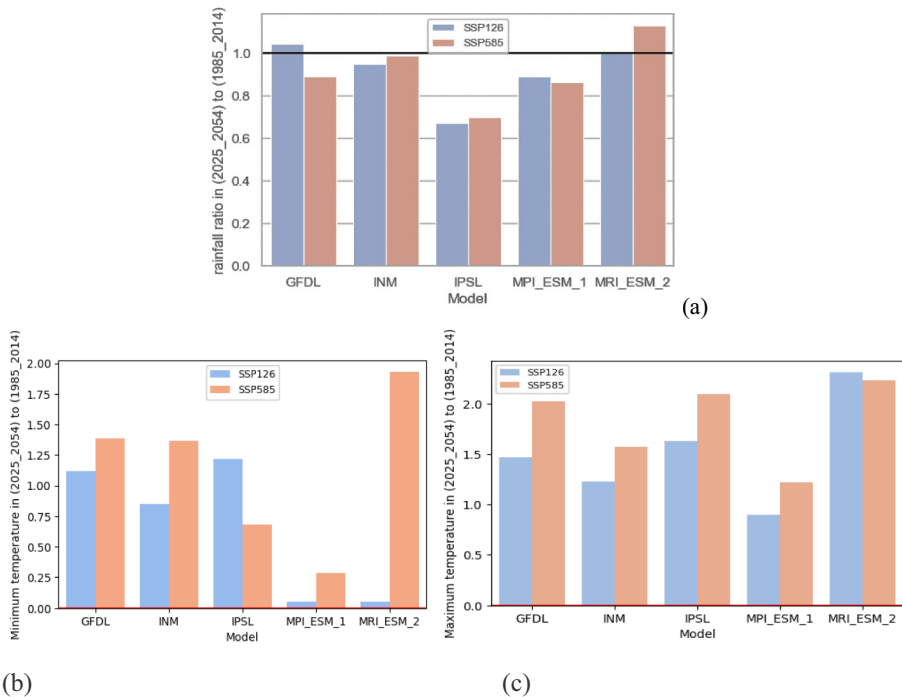 rainfall ratio in (2025_2054) to (1985_2014)
SSP126
SSP585
1.0
0.8
0.6
0.4
0.2
0.0
GFDL INM IPSL MPI_ESM_1 MRI_ESM_2
Model
(a)
Minimum temperature in (2025_2054) to (1985_2014)
2.00
1.75
1.50
1.25
1.00
0.75
0.50
0.25
0.00
SSP126
SSP585
GFDL INM IPSL MPI_ESM_1 MRI_ESM_2
Model
(b)
Maximum temperature in (2025_2054) to (1985_2014)
SSP126
SSP585
2.0
1.5
1.0
0.5
0.0
GFDL INM IPSL MPI_ESM_1 MRI_ESM_2
Model
(c)